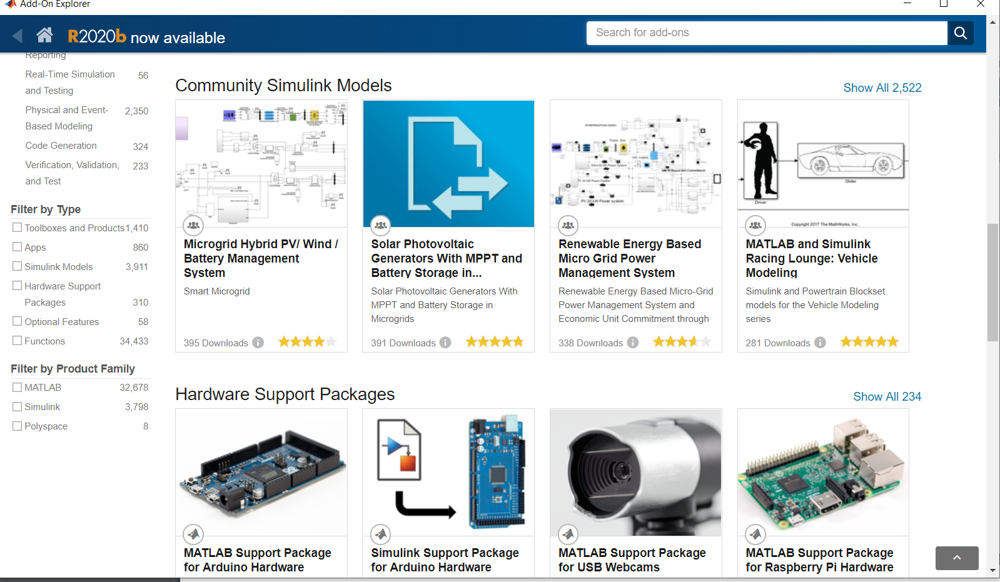 Add-On Explorer
R2020b now available
Search for add-ons
Reporting
Real-Time Simulation
and Testing
56
Physical and Event-
Based Modeling
2,350
Code Generation
324
Verification, Validation,
and Test
233
Filter by Type
Toolboxes and Products 1,410
Apps 860
Simulink Models 3,911
Hardware Support
Packages 310
Optional Features 58
Functions 34,433
Filter by Product Family
MATLAB 32,678
Simulink 3,798
Polyspace 8
Community Simulink Models
Show All 2,522
Driver
Glider
Copyright 2017 The MathWorks, Inc.
Microgrid Hybrid PV/ Wind /
Battery Management
System
Smart Microgrid
395 Downloads
Solar Photovoltaic
Generators With MPPT and
Battery Storage in...
Solar Photovoltaic Generators With
MPPT and Battery Storage in
Microgrids
391 Downloads
Renewable Energy Based
Micro Grid Power
Management System
Renewable Energy Based Micro-Grid
Power Management System and
Economic Unit Commitment through
338 Downloads
MATLAB and Simulink
Racing Lounge: Vehicle
Modeling
Simulink and Powertrain Blockset
models for the Vehicle Modeling
series
281 Downloads
Hardware Support Packages
Show All 234
MATLAB Support Package
for Arduino Hardware
Simulink Support Package
for Arduino Hardware
MATLAB Support Package
for USB Webcams
MATLAB Support Package
for Raspberry Pi Hardware